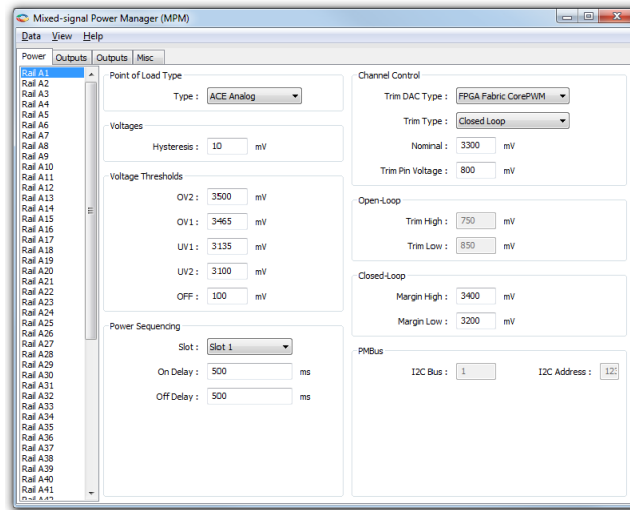 Mixed-signal Power Manager (MPM)
Data View Help
Power Outputs Outputs Misc
Rail A1
Rail A2
Rail A3
Rail A4
Rail A5
Rail A6
Rail A7
Rail A8
Rail A9
Rail A10
Rail A11
Rail A12
Rail A13
Rail A14
Rail A15
Rail A16
Rail A17
Rail A18
Rail A19
Rail A20
Rail A21
Rail A22
Rail A23
Rail A24
Rail A25
Rail A26
Rail A27
Rail A28
Rail A29
Rail A30
Rail A31
Rail A32
Rail A33
Rail A34
Rail A35
Rail A36
Rail A37
Rail A38
Rail A39
Rail A40
Rail A41
Rail A42
Point of Load Type
Type : ACE Analog
Voltages
Hysteresis : 10 mV
Voltage Thresholds
OV2 : 3500 mV
OV1 : 3465 mV
UV1 : 3135 mV
UV2 : 3100 mV
OFF : 100 mV
Power Sequencing
Slot : Slot 1
On Delay : 500 ms
Off Delay : 500 ms
Channel Control
Trim DAC Type : FPGA Fabric CorePWM
Trim Type : Closed Loop
Nominal : 3300 mV
Trim Pin Voltage : 800 mV
Open-Loop
Trim High : 750 mV
Trim Low : 850 mV
Closed-Loop
Margin High : 3400 mV
Margin Low : 3200 mV
PMBus
I2C Bus : 1 I2C Address :